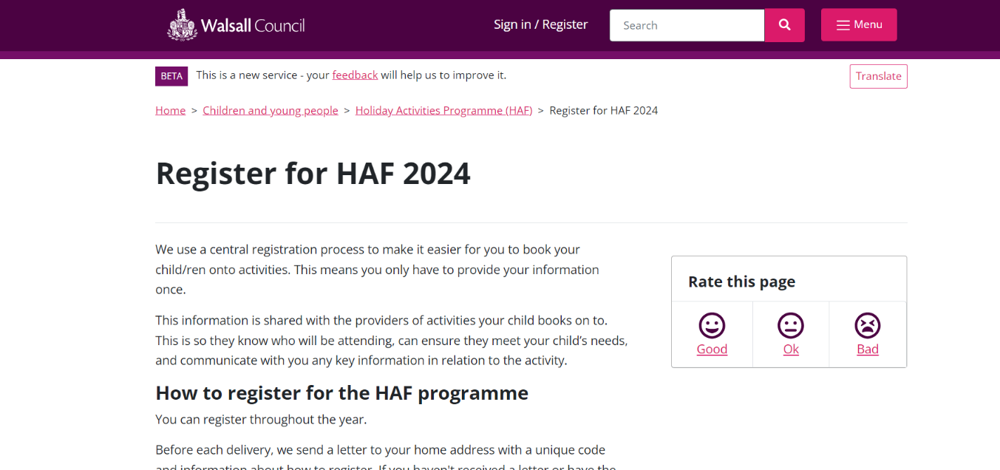 Walsall Council
Sign in / Register
Search
Menu
BETA
This is a new service - your feedback will help us to improve it.
Translate
Home > Children and young people > Holiday Activities Programme (HAF) > Register for HAF 2024
Register for HAF 2024
We use a central registration process to make it easier for you to book your
child/ren onto activities. This means you only have to provide your information
once.
This information is shared with the providers of activities your child books on to.
This is so they know who will be attending, can ensure they meet your child’s needs,
and communicate with you any key information in relation to the activity.
Rate this page
Good
Ok
Bad
How to register for the HAF programme
You can register throughout the year.
Before each delivery, we send a letter to your home address with a unique code
and information about how to register. If you haven't received a letter or have the